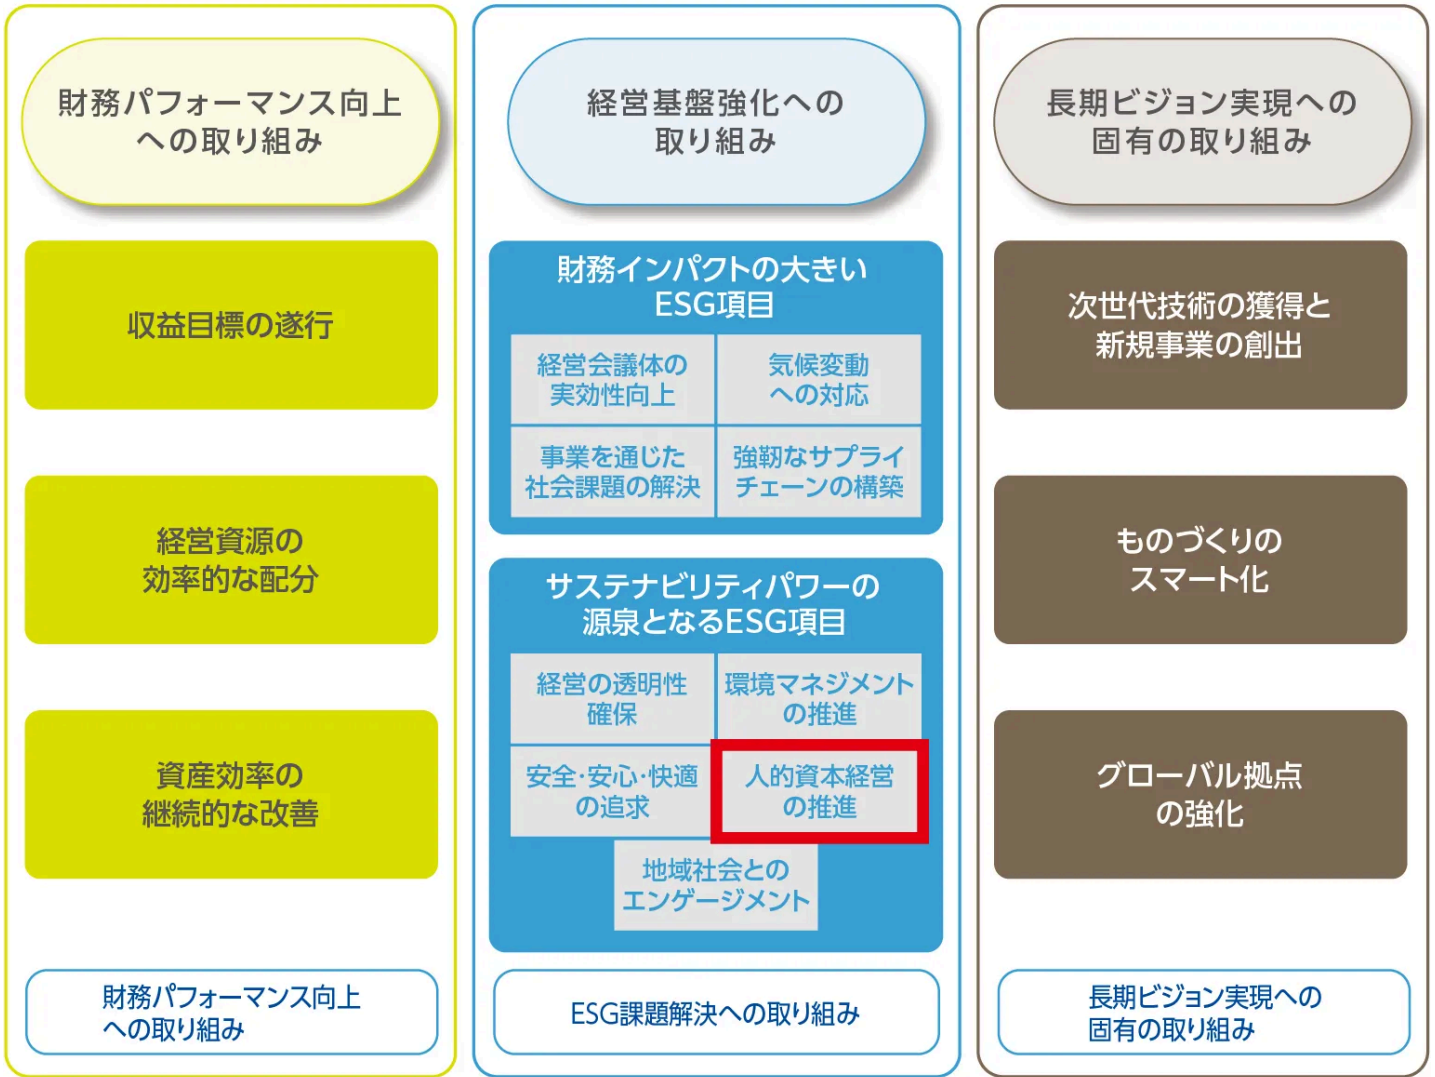 財務パフォーマンス向上
への取り組み
収益目標の遂行
経営資源の
効率的な配分
資産効率の
継続的な改善
財務パフォーマンス向上
への取り組み
経営基盤強化への
取り組み
財務インパクトの大きい
ESG項目
経営会議体の
実効性向上
気候変動
への対応
事業を通じた
社会課題の解決
強靭なサプライ
チェーンの構築
サステナビリティパワーの
源泉となるESG項目
経営の透明性
確保
環境マネジメント
の推進
安全・安心・快適
の追求
人的資本経営
の推進
地域社会との
エンゲージメント
ESG課題解決への取り組み
長期ビジョン実現への
固有の取り組み
次世代技術の獲得と
新規事業の創出
ものづくりの
スマート化
グローバル拠点
の強化
長期ビジョン実現への
固有の取り組み